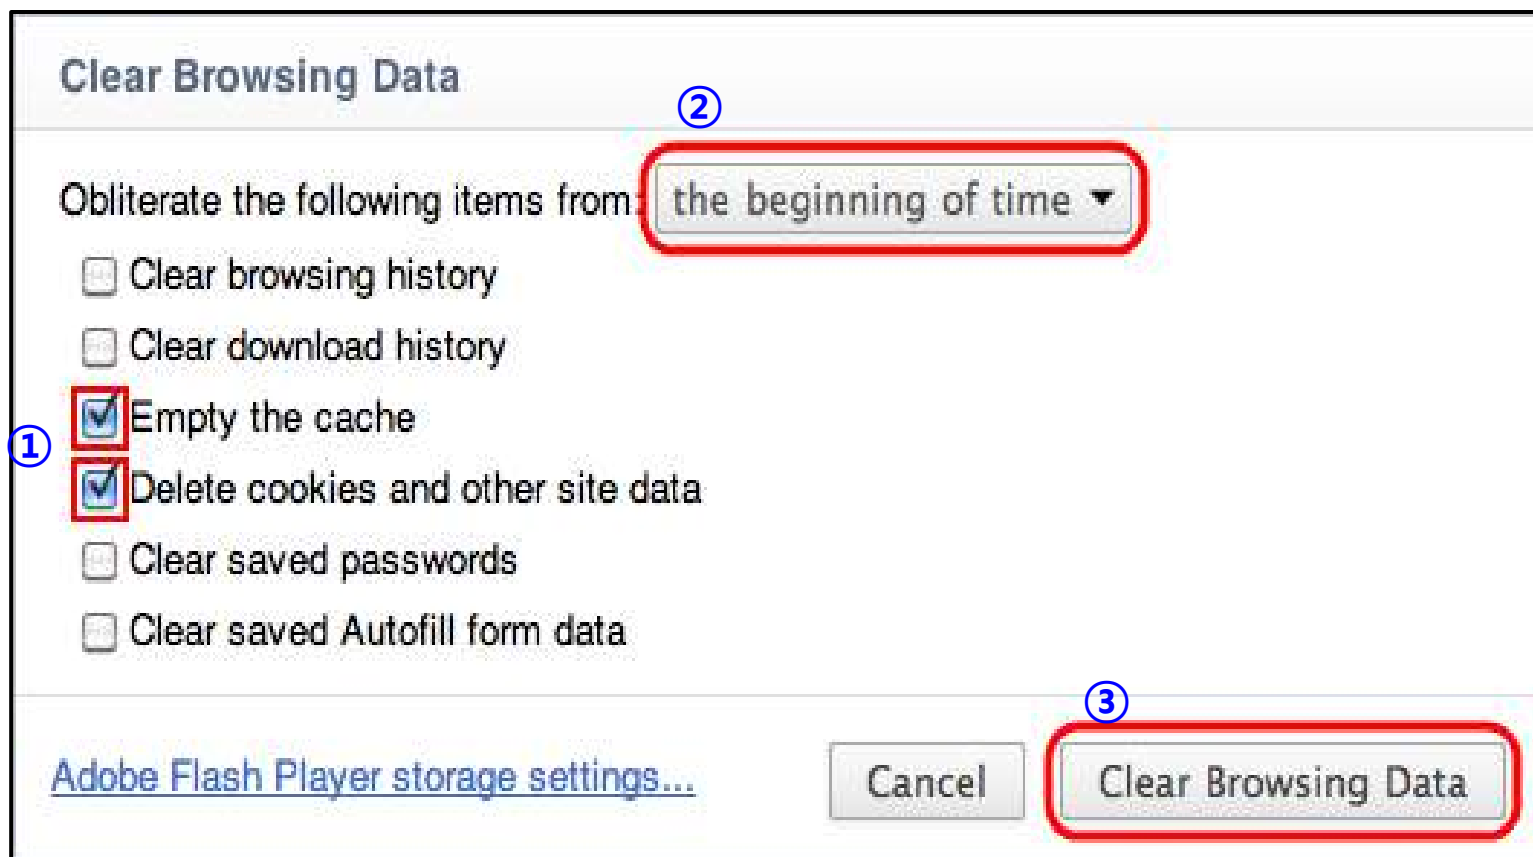 Clear Browsing Data
②
Obliterate the following items from: the beginning of time
Clear browsing history
Clear download history
Empty the cache
①
Delete cookies and other site data
Clear saved passwords
Clear saved Autofill form data
③
Adobe Flash Player storage settings... Cancel Clear Browsing Data